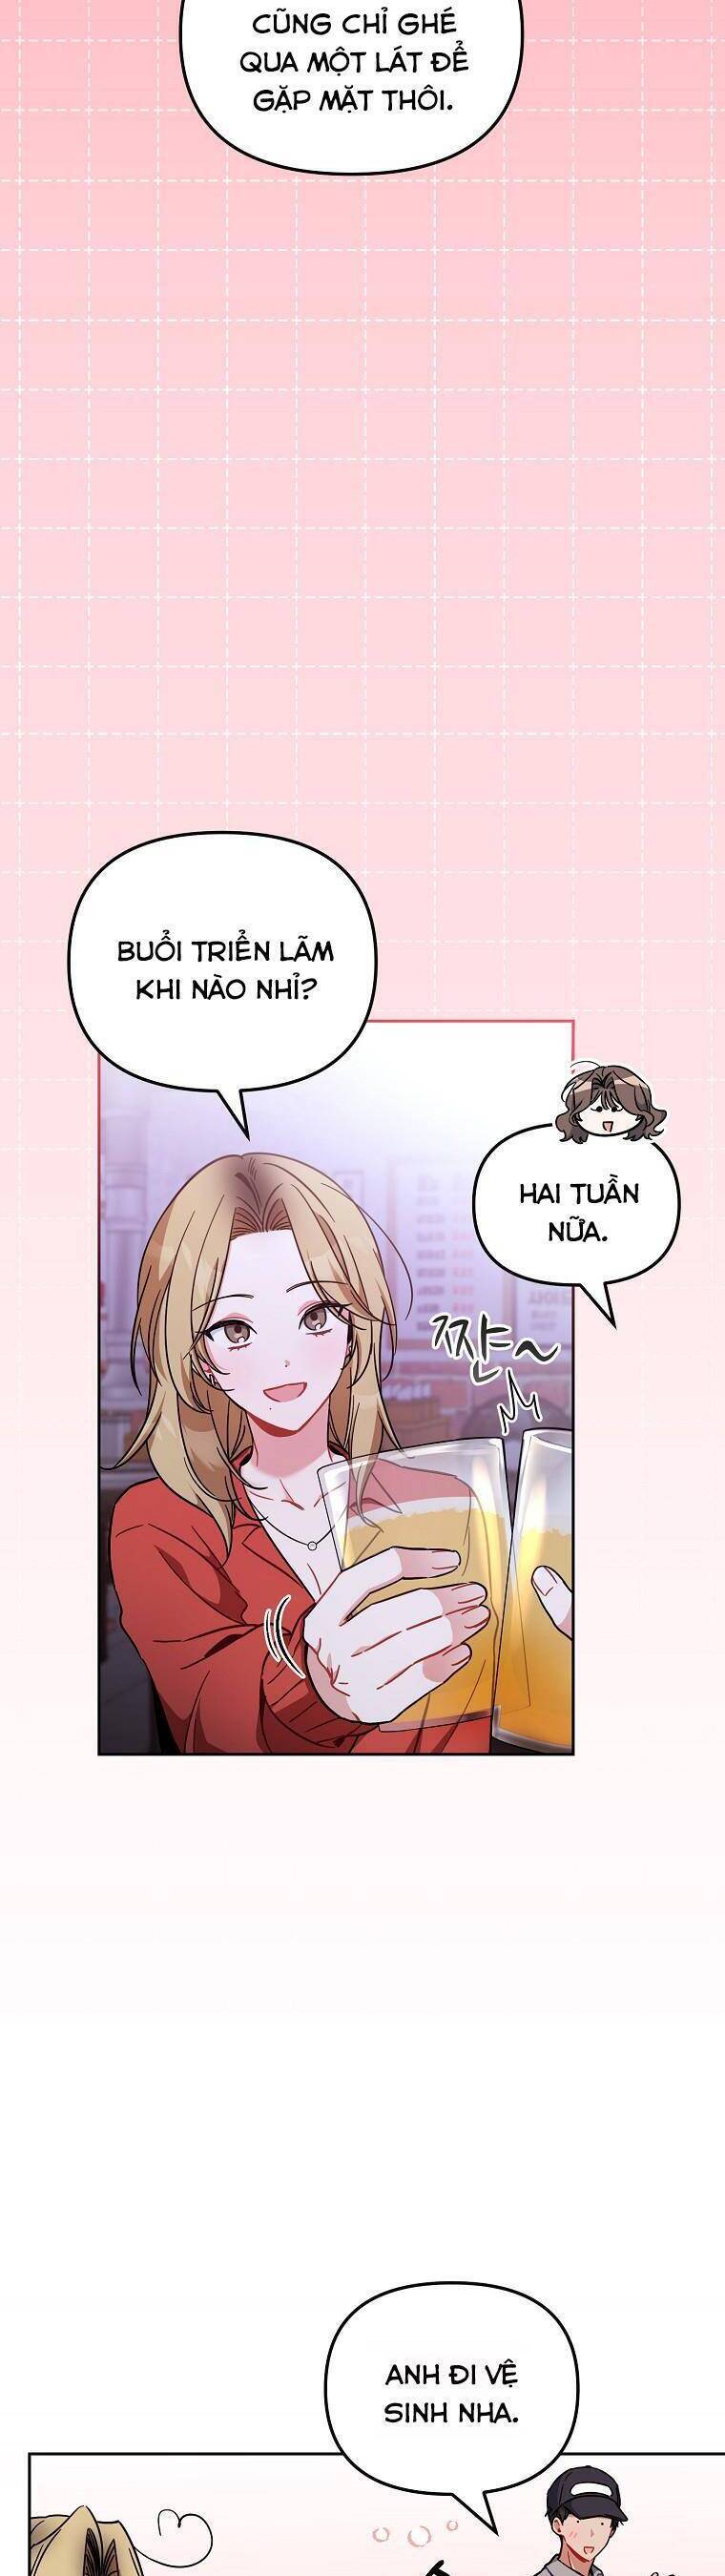 CŨNG CHỈ GHÉ
QUA MỘT LÁT ĐỂ
GẶP MẶT THÔI.
BUỔI TRIỂN LÃM
KHI NÀO NHỈ?
HAI TUẦN
NỮA.
짠~
ANH ĐI VỆ
SINH NHA.